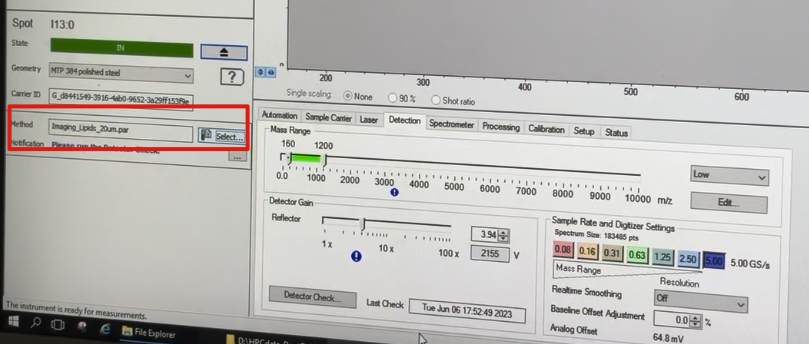 Spot I13:0
State IN
Geometry MTP 384 polished steel
Carrier ID G_d8441549-3916-4ab0-9652-3a29ff153f9e
Method Imaging_Lipids_20um.par Select...
Notification Please run the Detector Check. ...
The instrument is ready for measurements.
0
200 300 400 500 600
Single scaling: None 90 % Shot ratio
Automation Sample Carrier Laser Detection Spectrometer Processing Calibration Setup Status
Mass Range
160 1200
0.0 1000 2000 3000 4000 5000 6000 7000 8000 9000 10000 m/z
Low
Edit...
Detector Gain
Reflector
1 x 10 x 100 x
3.94
2155 V
Detector Check... Last Check Tue Jun 06 17:52:49 2023
Sample Rate and Digitizer Settings
Spectrum Size: 183485 pts
0.08 0.16 0.31 0.63 1.25 2.50 5.00 5.00 GS/s
Mass Range Resolution
Realtime Smoothing Off
Baseline Offset Adjustment 0.0 %
Analog Offset 64.8 mV
File Explorer